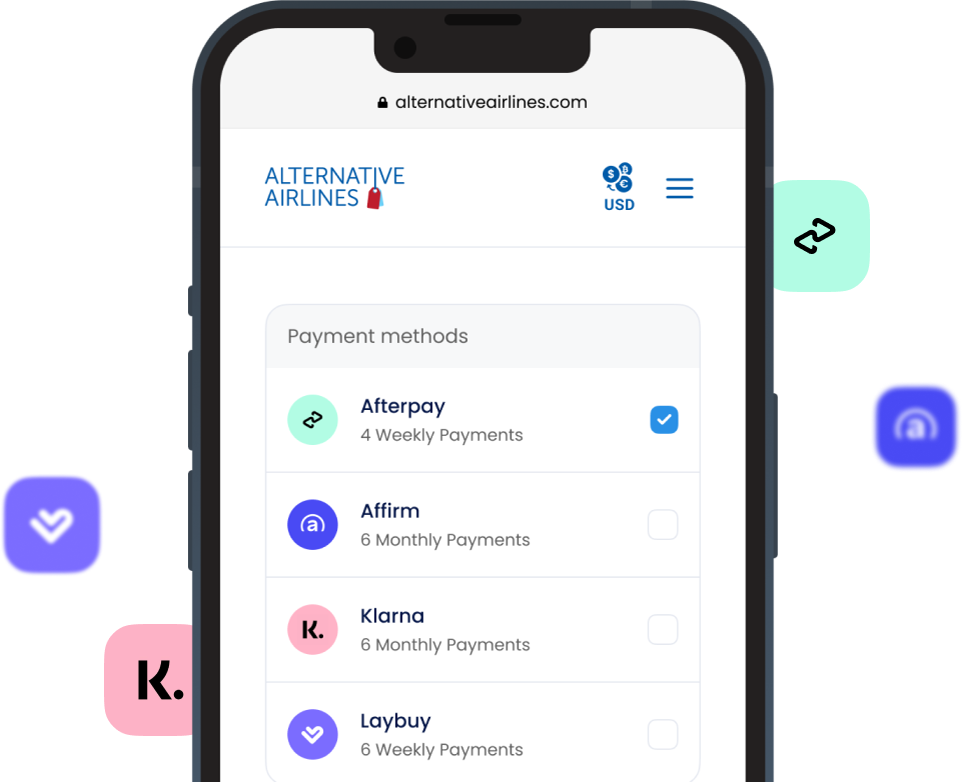 alternativeairlines.com
ALTERNATIVE
AIRLINES
USD
Payment methods
Afterpay
4 Weekly Payments
Affirm
6 Monthly Payments
Klarna
6 Monthly Payments
Laybuy
6 Weekly Payments
K.
K.
a
a